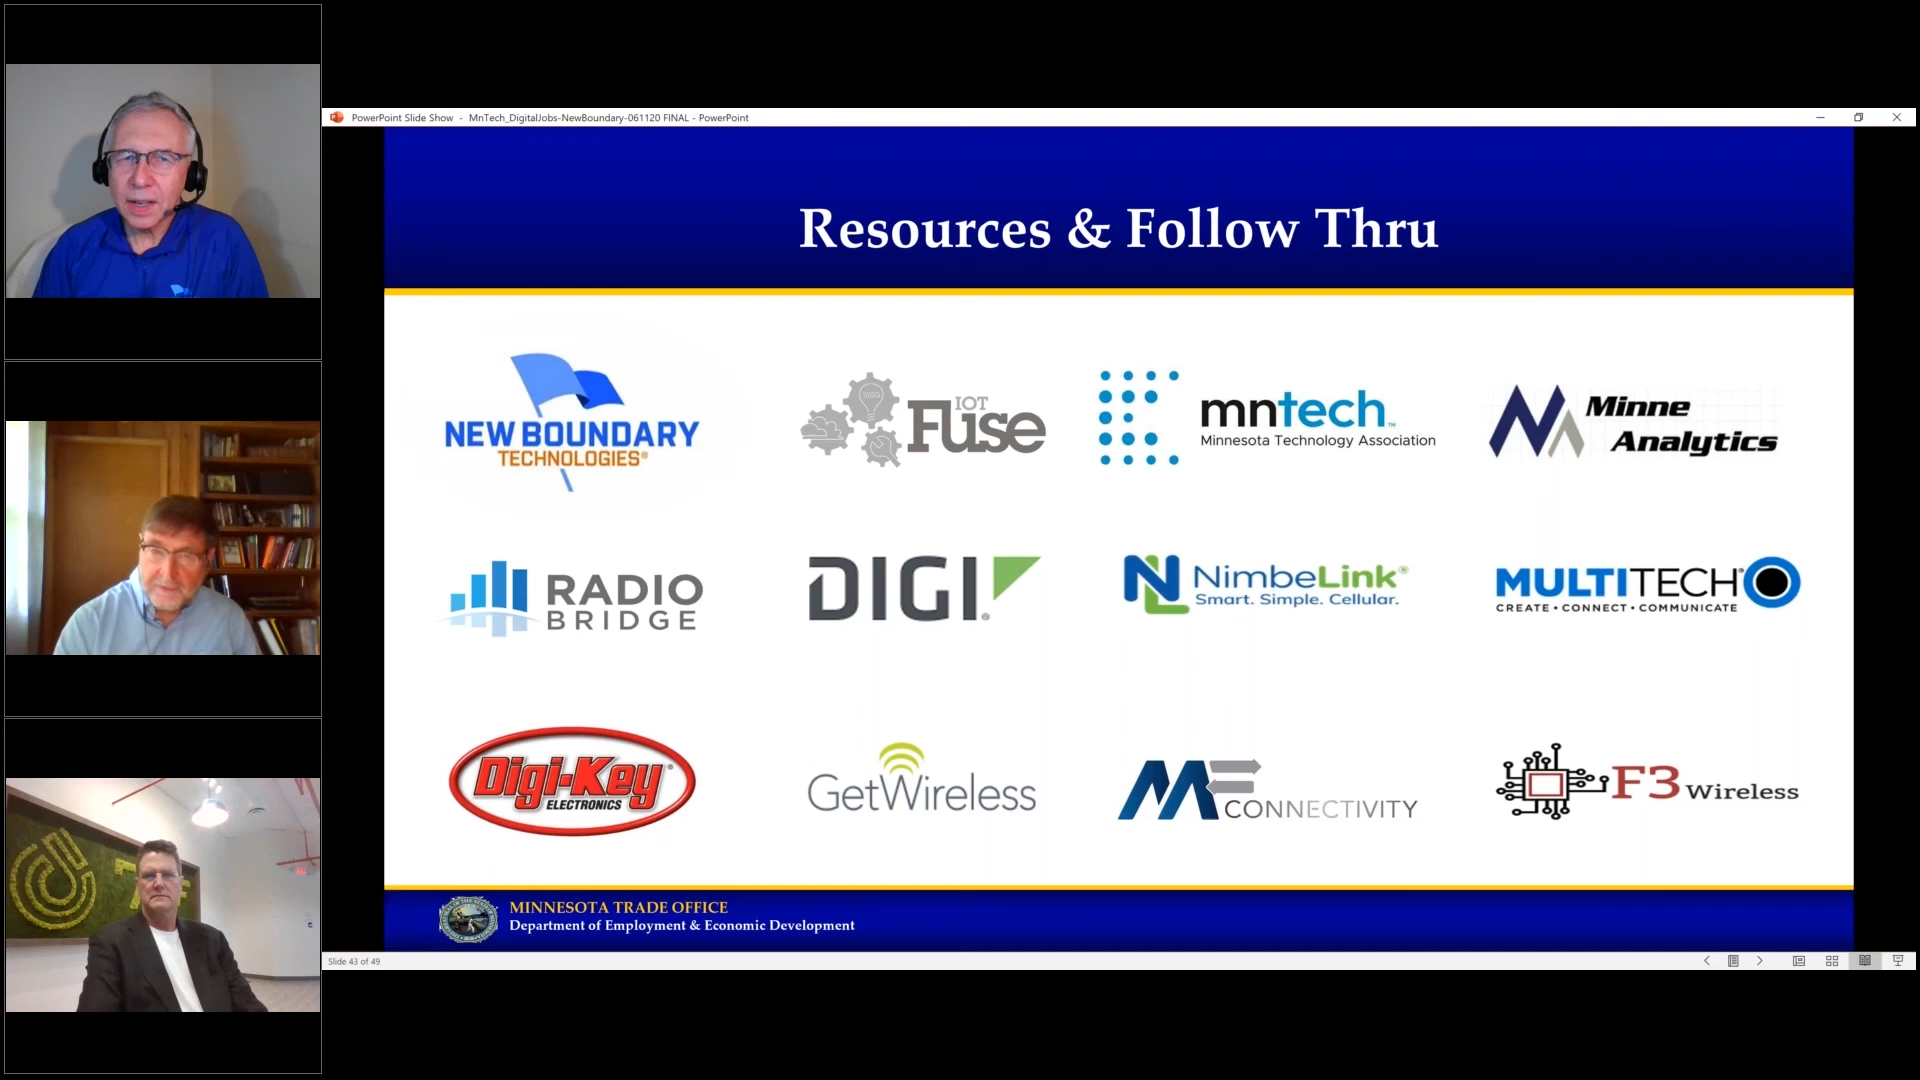 PowerPoint Slide Show - MnTech_DigitalJobs-NewBoundary-061120 FINAL - PowerPoint
Resources & Follow Thru
NEW BOUNDARY
TECHNOLOGIES®
IOT
Fuse
mntech™
Minnesota Technology Association
Minne
Analytics
RADIO
BRIDGE
DIGI®
NimbeLink®
Smart. Simple. Cellular.
MULTITECH®
CREATE • CONNECT • COMMUNICATE
Digi-Key®
ELECTRONICS
GetWireless
CONNECTIVITY
F3 Wireless
MINNESOTA TRADE OFFICE
Department of Employment & Economic Development
Slide 43 of 49